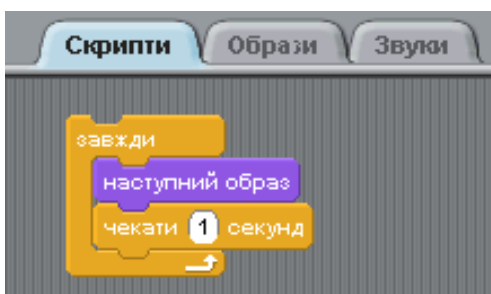 Скрипти Образи Звуки
завжди
наступний образ
чекати 1 секунд